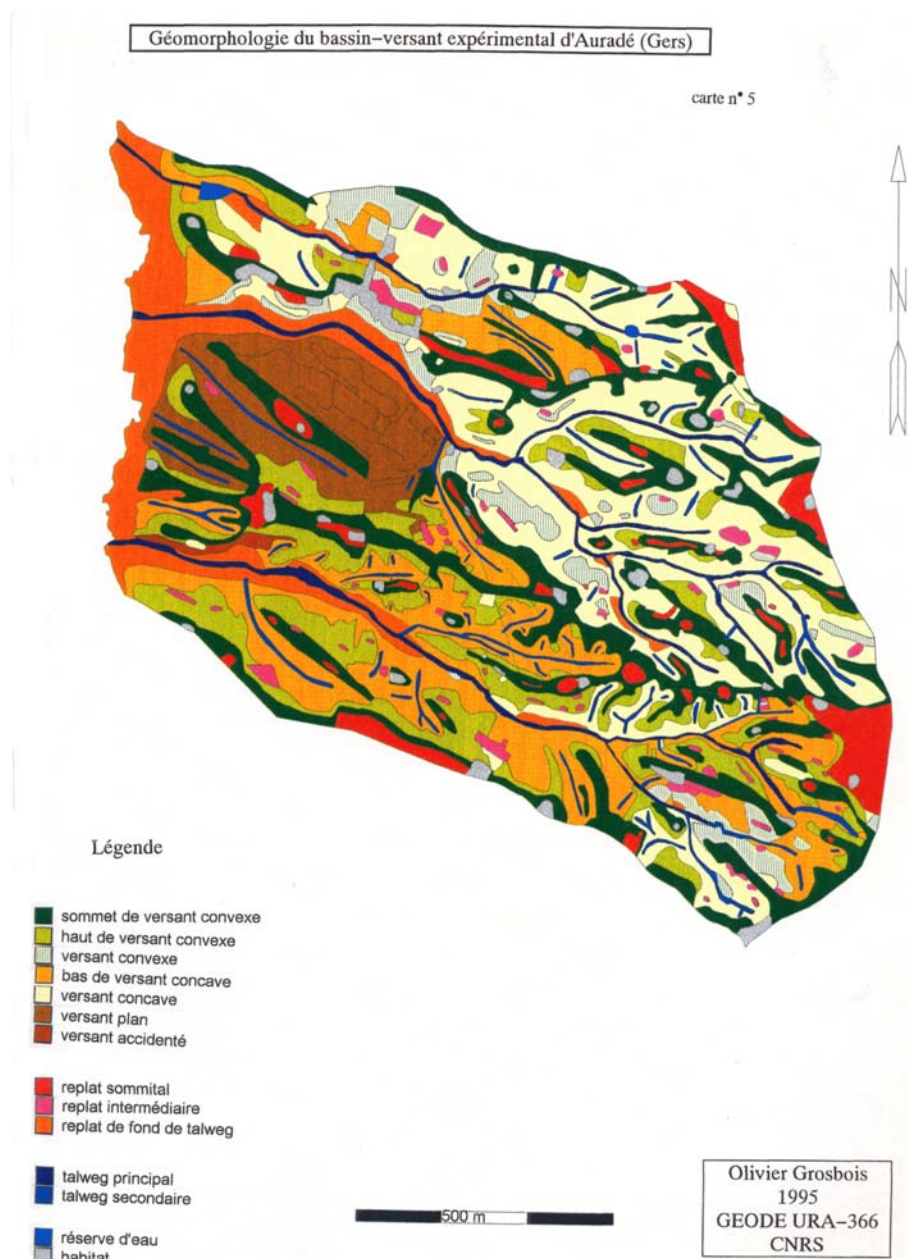 Géomorphologie du bassin-versant expérimental d'Auradé (Gers)
carte n° 5
N
Légende
sommet de versant convexe
haut de versant convexe
versant convexe
bas de versant concave
versant concave
versant plan
versant accidenté
replat sommital
replat intermédiaire
replat de fond de talweg
talweg principal
talweg secondaire
réserve d'eau
habitat
500 m
Olivier Grosbois
1995
GEODE URA-366
CNRS